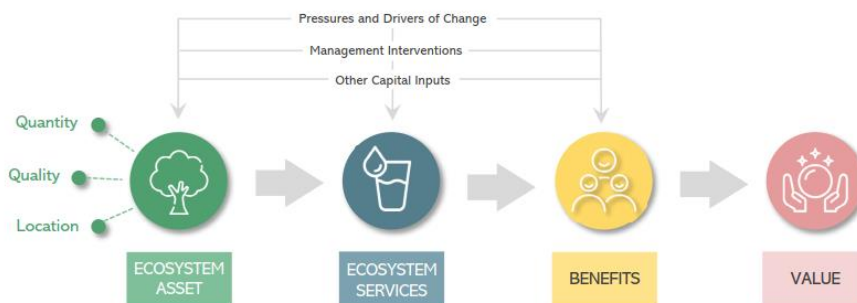 Pressures and Drivers of Change
Management Interventions
Other Capital Inputs
Quantity
Quality
Location
ECOSYSTEM
ASSET
ECOSYSTEM
SERVICES
BENEFITS
VALUE